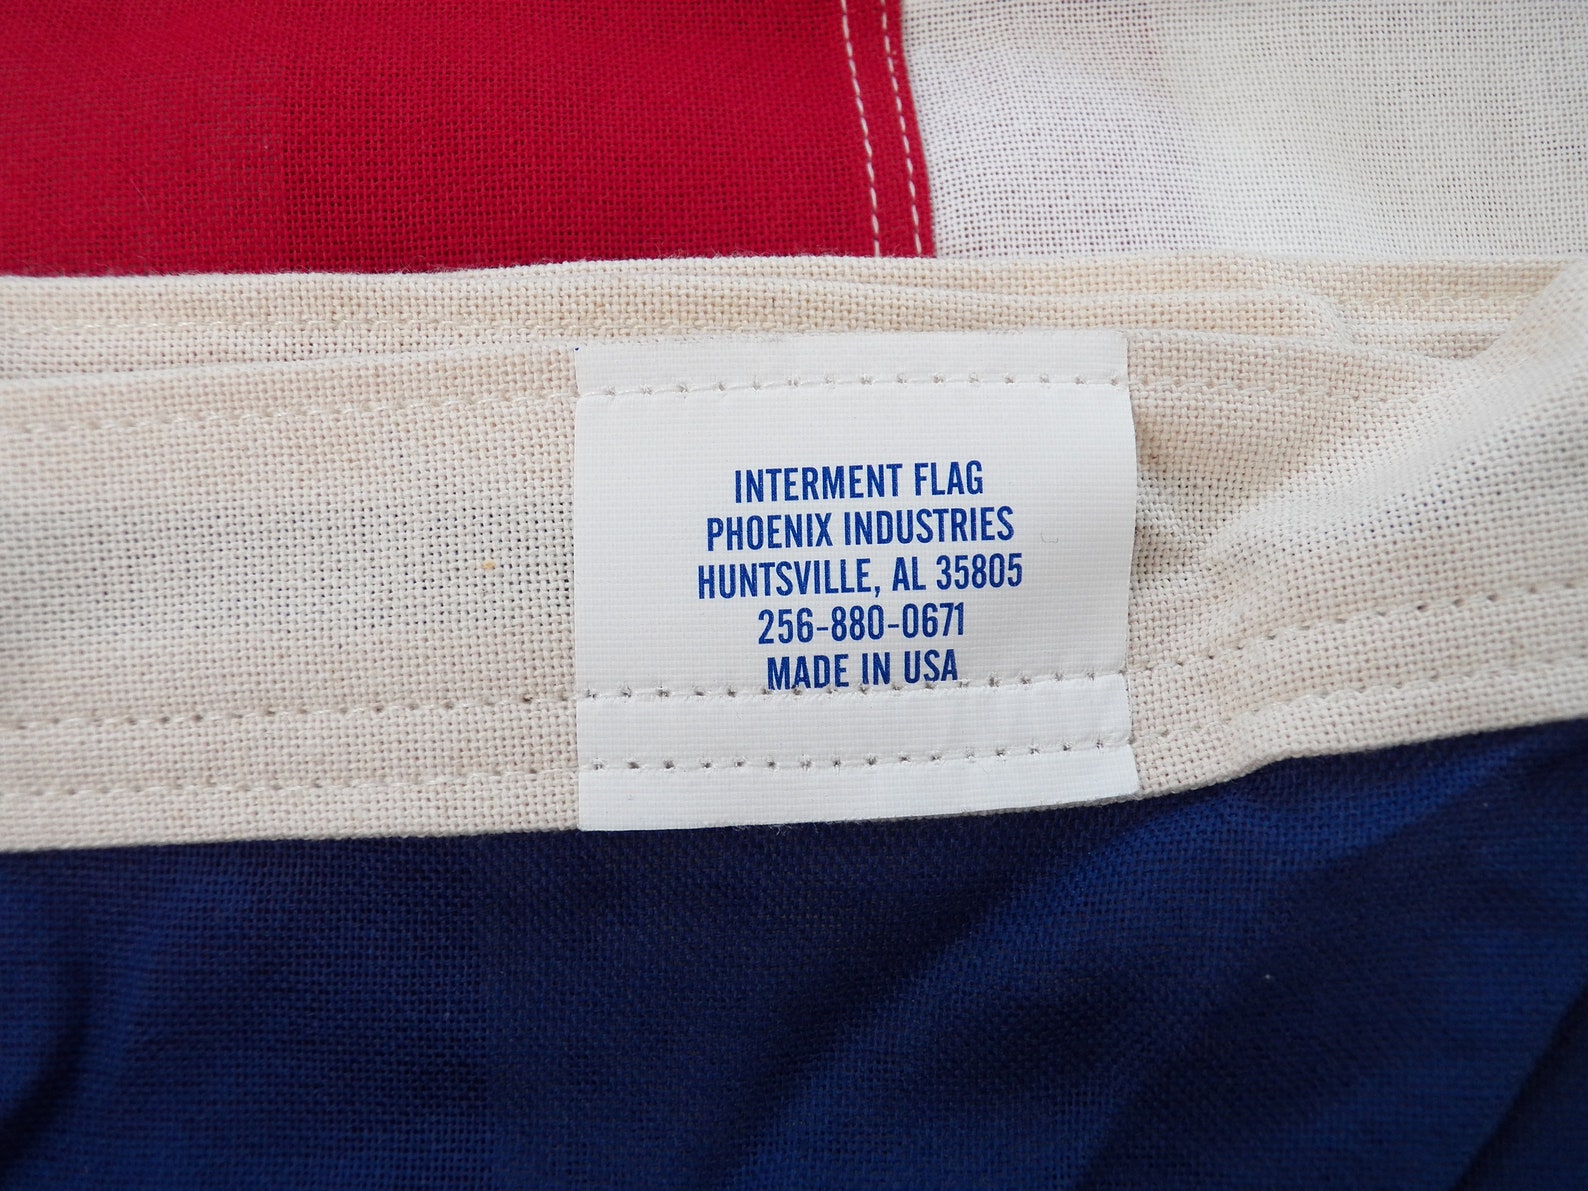 INTERMENT FLAG
PHOENIX INDUSTRIES
HUNTSVILLE, AL 35805
256-880-0671
MADE IN USA